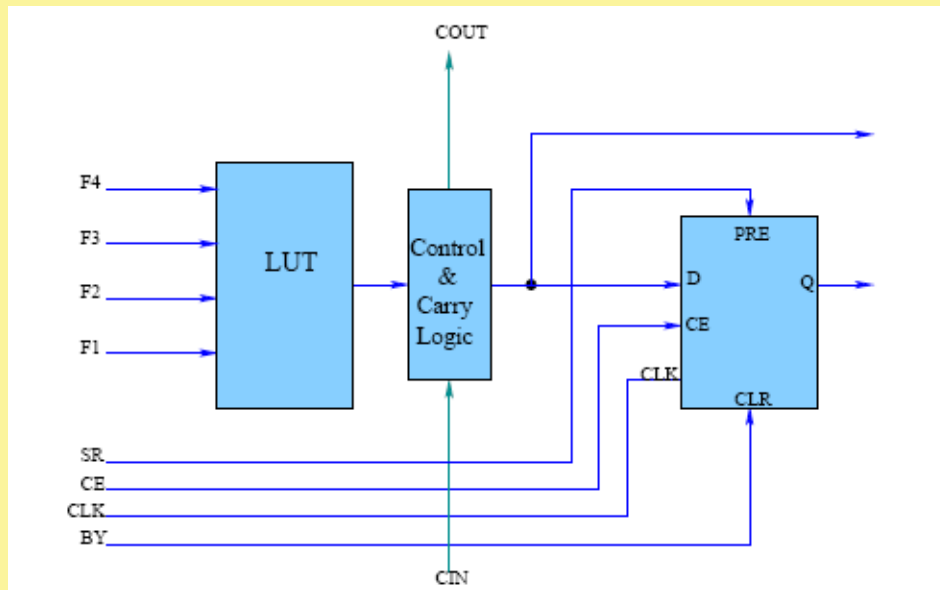 COUT
F4
F3
F2
F1
LUT
Control
&
Carry
Logic
PRE
D
Q
CE
CLK
CLR
SR
CE
CLK
BY
CIN